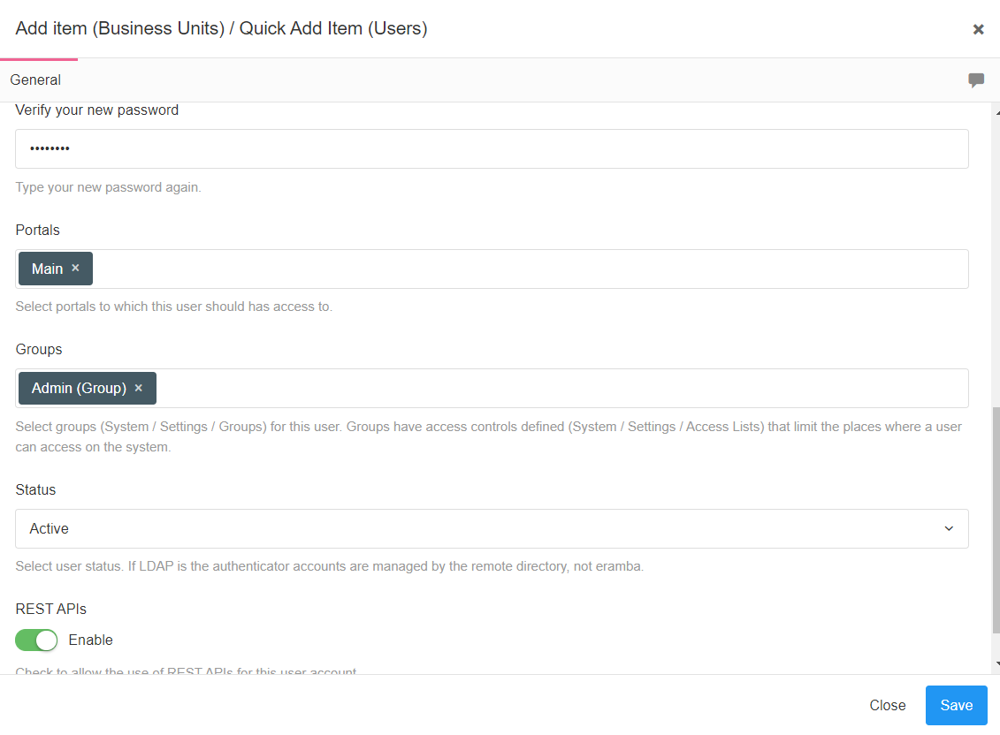 Add item (Business Units) / Quick Add Item (Users)
General
Verify your new password
••••••••
Type your new password again.
Portals
Main ×
Select portals to which this user should has access to.
Groups
Admin (Group) ×
Select groups (System / Settings / Groups) for this user. Groups have access controls defined (System / Settings / Access Lists) that limit the places where a user
can access on the system.
Status
Active
Select user status. If LDAP is the authenticator accounts are managed by the remote directory, not eramba.
REST APIs
Enable
Check to allow the use of REST APIs for this user account
Close
Save